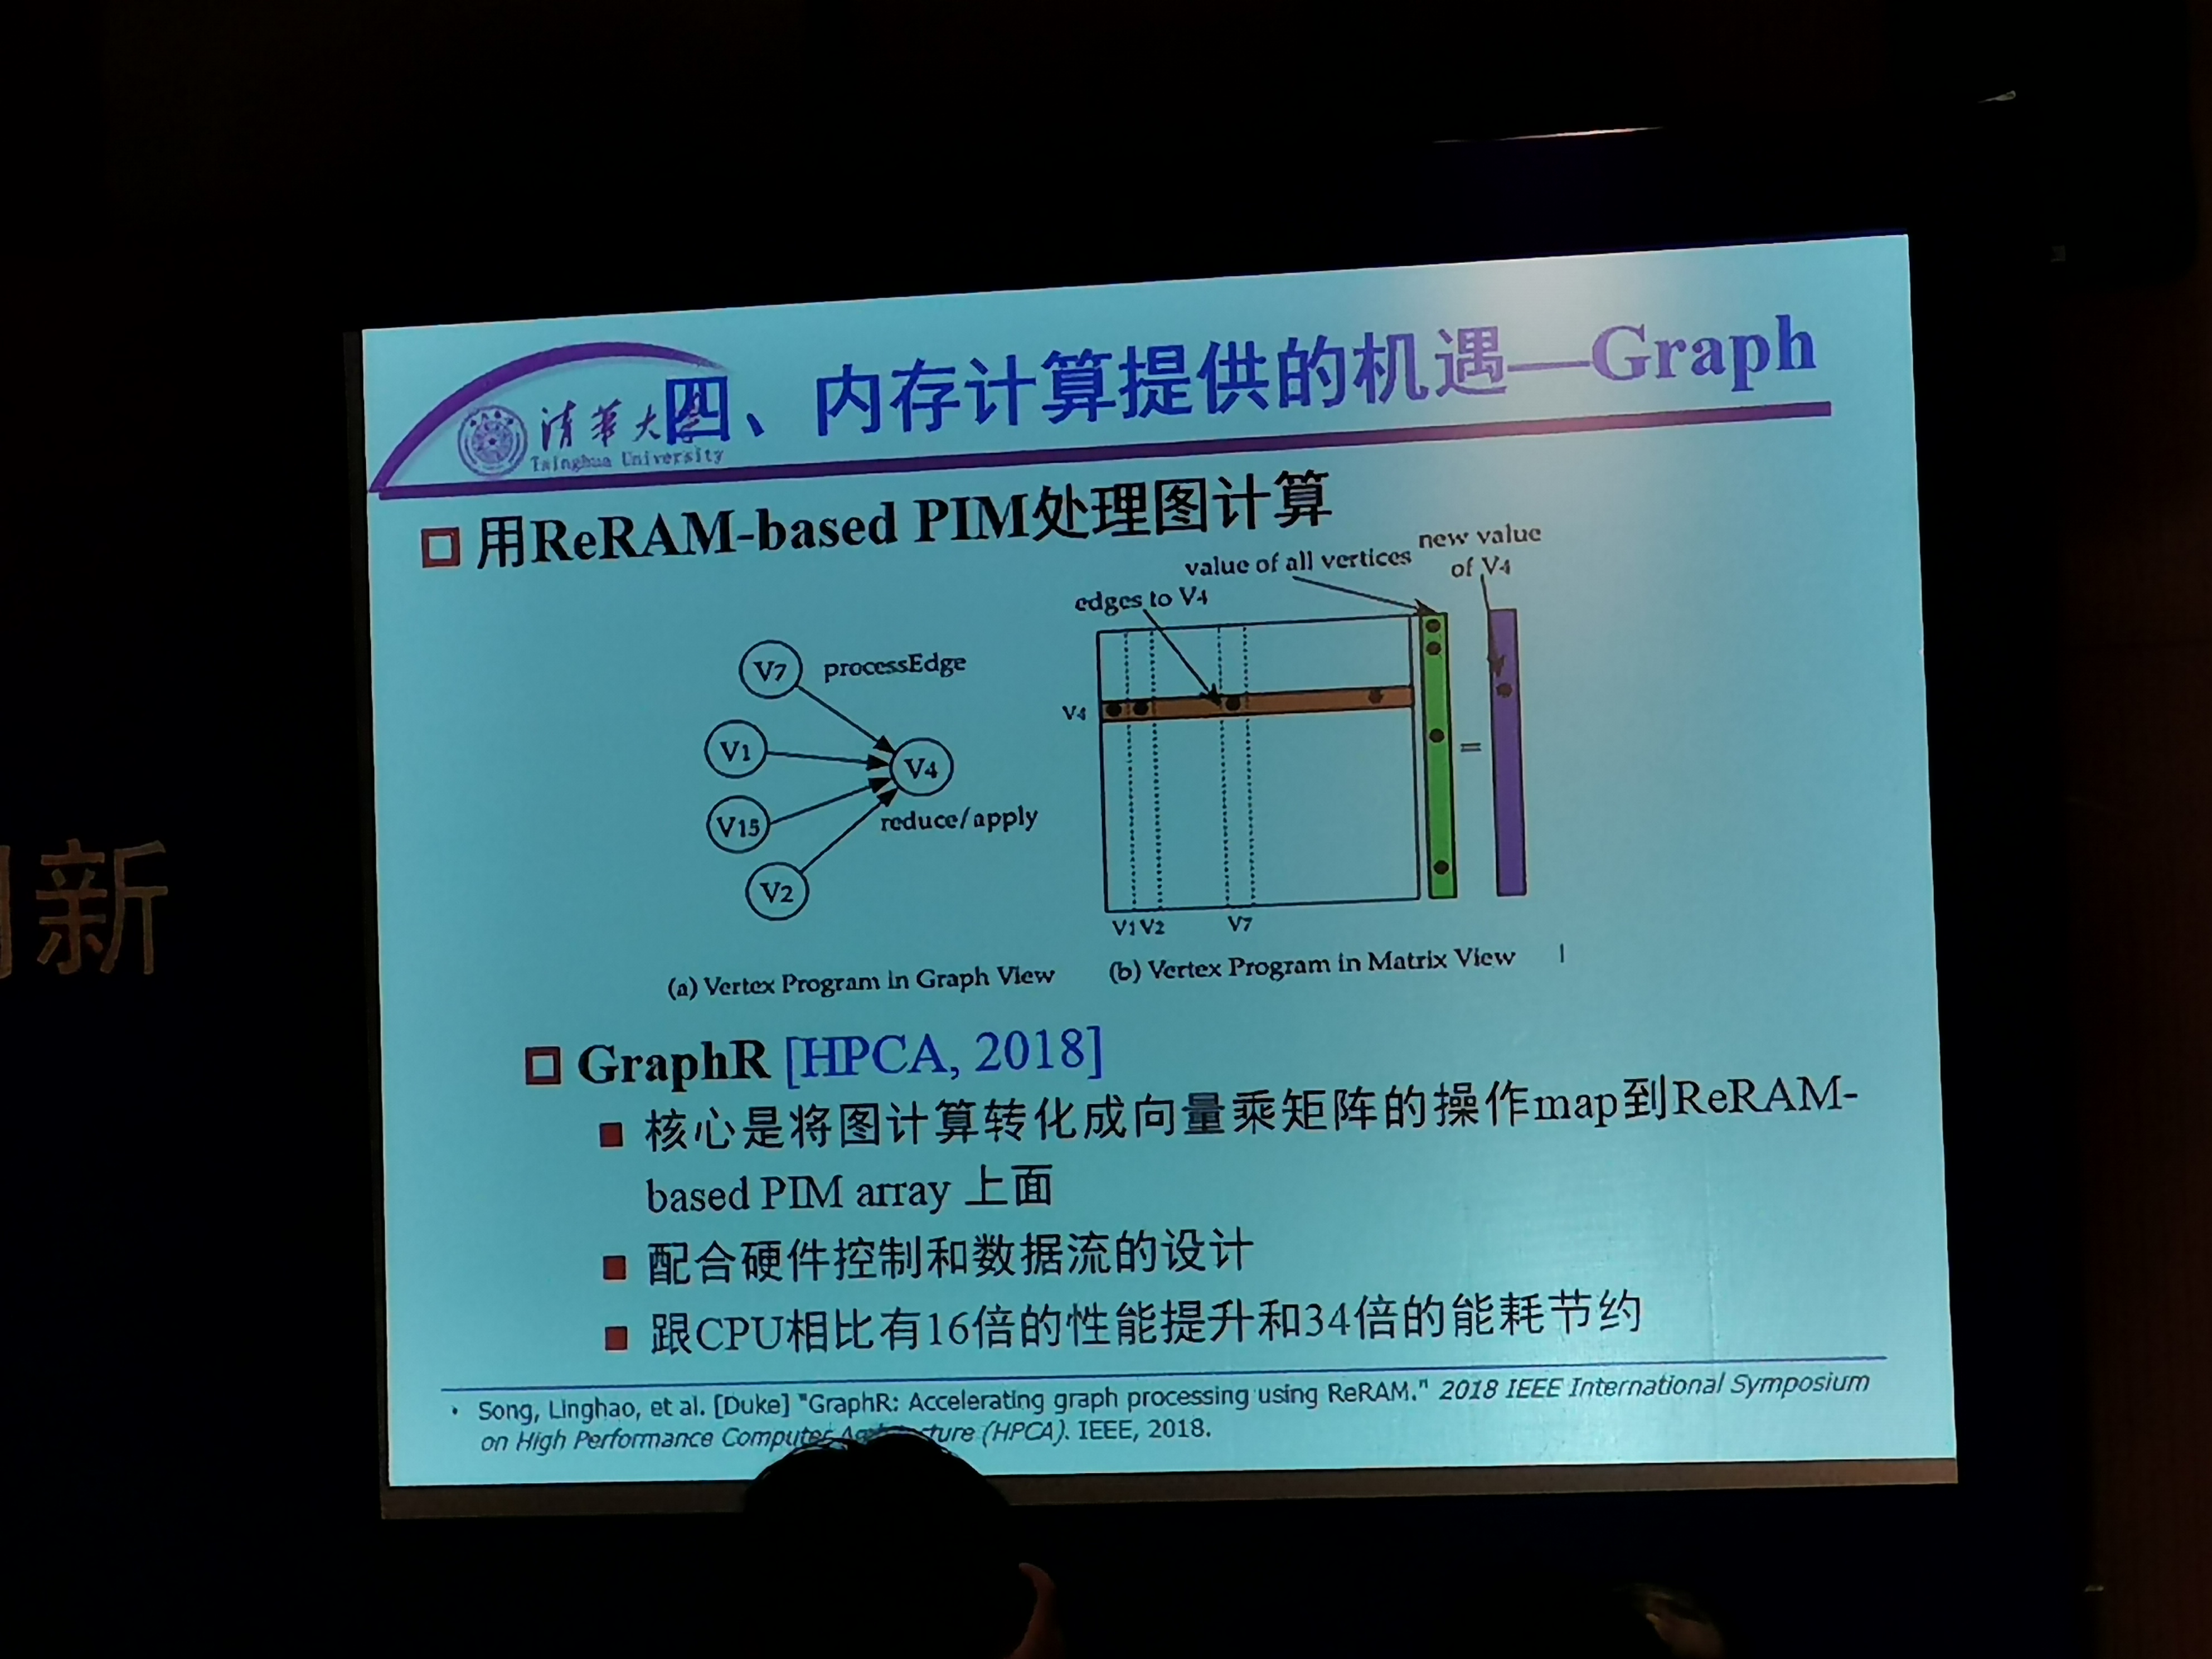 四、内存计算提供的机遇—Graph
清华大学
Tsinghua University
用ReRAM-based PIM处理图计算
new value
of V4
value of all vertices
edges to V4
V7
processEdge
V1
V4
V15
reduce/apply
V2
V4
=
V1 V2
V7
(a) Vertex Program in Graph View
(b) Vertex Program in Matrix View
GraphR [HPCA, 2018]
核心是将图计算转化成向量乘矩阵的操作map到ReRAM-
based PIM array 上面
配合硬件控制和数据流的设计
跟CPU相比有16倍的性能提升和34倍的能耗节约
Song, Linghao, et al. [Duke] "GraphR: Accelerating graph processing using ReRAM." 2018 IEEE International Symposium
on High Performance Computer (HPCA). IEEE, 2018.
新